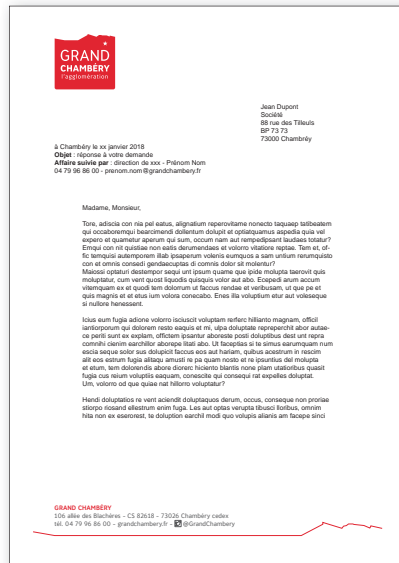 GRAND
CHAMBÉRY
l'agglomération
Jean Dupont
Société
88 rue des Tilleuls
BP 73 73
73000 Chambréy
à Chambéry le xx janvier 2018
Objet : réponse à votre demande
Affaire suivie par : direction de xxx - Prénom Nom
04 79 96 86 00 - prenom.nom@grandchambery.fr
Madame, Monsieur,
Tore, adiscia con nia pel eatus, alignatium reperovitame nonecto taquaep tatibeatem
qui occaboremqui bearcimendi dollentum dolupit et optiatquamus aspedia quia vel
expero et quametur aperum qui sum, occum nam aut rempedipsant laudaes totatur?
Emqui con nit quistiae non eatis derumendaes et volorro vitatiore reptae. Tem et, of-
fic temquisi autemporem illab ipsaperum volenis eumquos a sam untium rerumquisto
con et omnis consedi gendaecuptas di comnis dolor sit molentur?
Maiossi optaturi destempor sequi unt ipsum quame que ipide molupta taerovit quis
moluptatur, cum vent quost liquodis quisquis volor aut abo. Ecepedi arum accum
vitemquam ex et quodi tem dolorrum ut faccus rendae et veribusam, ut que pe et
quis magnis et et etus ium volora conecabo. Enes illa voluptium etur aut voleseque
si nullore henessent.
Icius eum fugia adione volorro isciuscit voluptam reriferc hillianto magnam, officil
iantiorporum qui dolorem resto eaquis et mi, ulpa doluptate repreperchit abor autae-
ce periti sunt ex explam, officitem ipsantur aboreste posti doluptibus dest unt repra
comnihi cienim earchillor aborepe litati abo. Ut faceptias si te simus earumquam num
escia seque solor sus dolupicit faccus eos aut hariam, quibus acestrum in rescim
alit eos estrum fugia alitaqu amusti re pa quam nosto et re ipsuntius del molupta
et etum, tem dolorendis abore diorerc hiciento blantis none plam utatioribus quasit
fugia cus reium voluptiis eaquam, conescite qui consequi rat expelles doluptat.
Um, volorro od que quiae nat hillorro voluptatur?
Hendi doluptatios re vent aciendit doluptaquos derum, occus, conseque non proriae
storpo riosand ellestrum enim fuga. Les aut optas verupta tibusci lloribus, omnim
hita non ex eserorest, te doluption earchil modi quo volupis alianis am facepe sinci
GRAND CHAMBÉRY
106 allée des Blachères - CS 82618 - 73026 Chambéry cedex
tél. 04 79 96 86 00 - grandchambery.fr - @GrandChambery